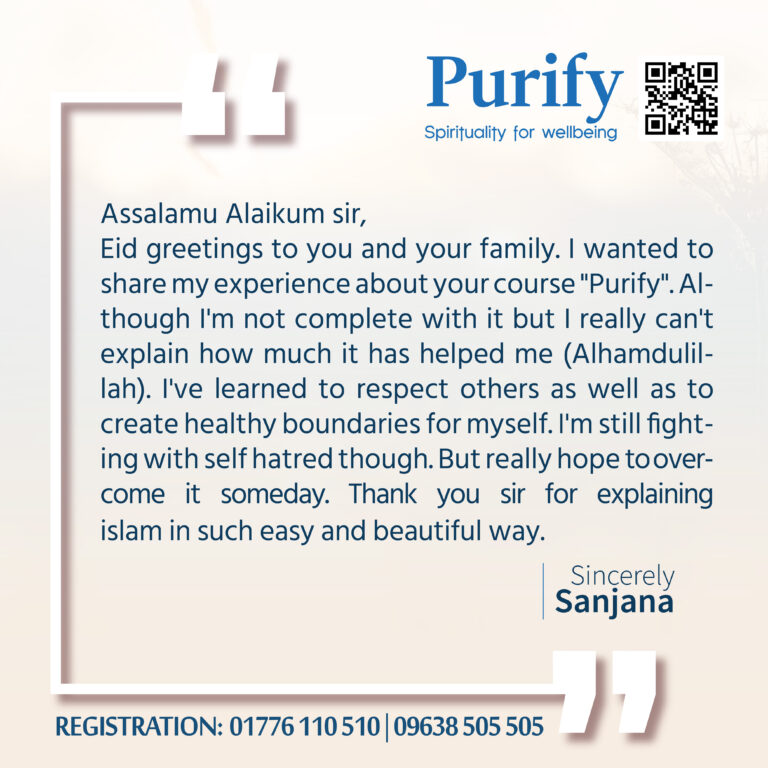 Purify
Spirituality for wellbeing
Assalamu Alaikum sir,
Eid greetings to you and your family. I wanted to
share my experience about your course "Purify". Al-
though I'm not complete with it but I really can't
explain how much it has helped me (Alhamdulil-
lah). I've learned to respect others as well as to
create healthy boundaries for myself. I'm still fight-
ing with self hatred though. But really hope to over-
come it someday. Thank you sir for explaining
islam in such easy and beautiful way.
Sincerely
Sanjana
REGISTRATION: 01776 110 510 | 09638 505 505